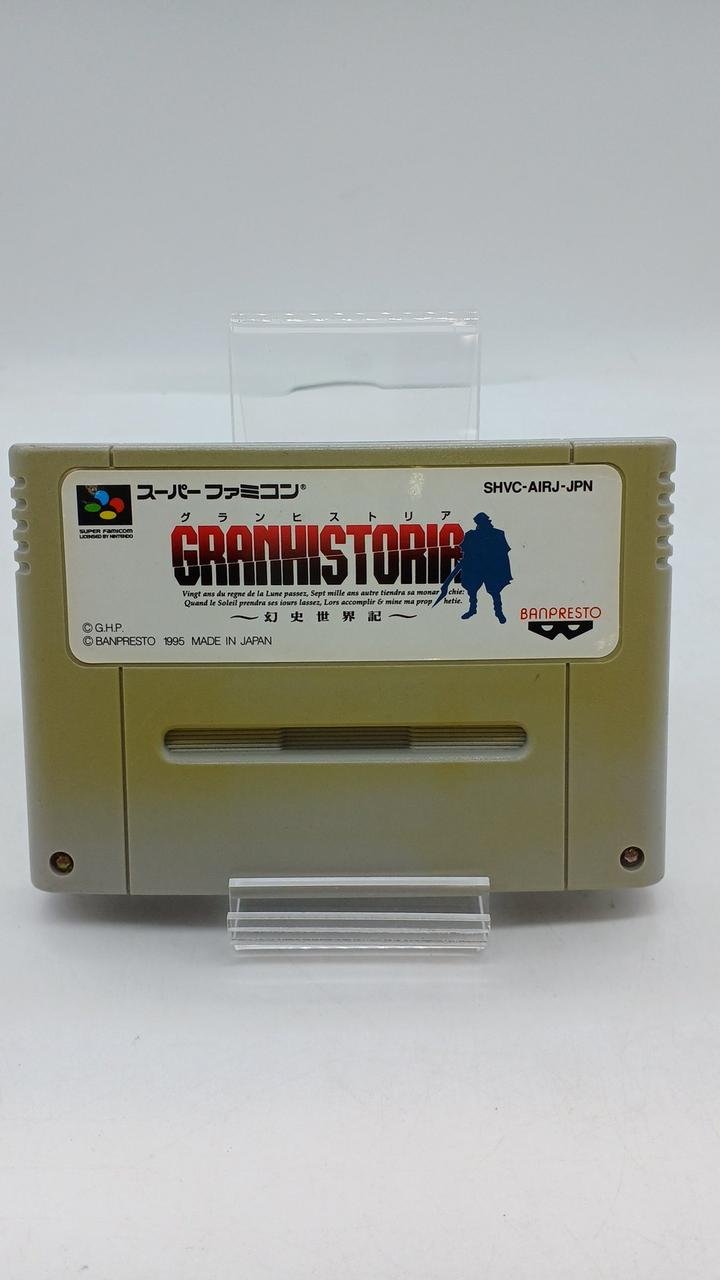 スーパーファミコン®
SHVC-AIRJ-JPN
SUPER FAMICOM
LICENSED BY NINTENDO
グランヒストリア
GRANHISTORIA
Vingt ans du regne de la Lune passez, Sept mille ans autre tiendra sa monar chie:
Quand le Soleil prendra ses iours lassez, Lors accomplir & mine ma prop hetie.
～幻史世界記～
BANPRESTO
© G.H.P.
© BANPRESTO 1995 MADE IN JAPAN